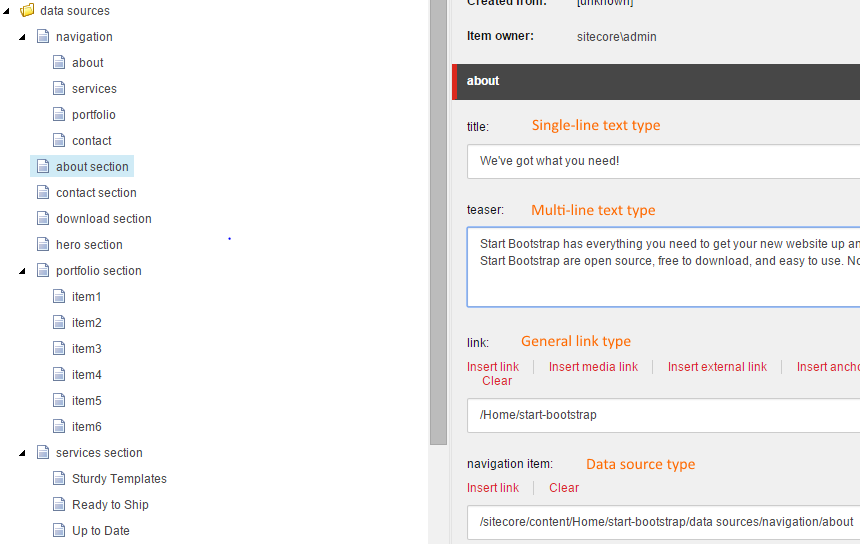 data sources
navigation
about
services
portfolio
contact
about section
contact section
download section
hero section
portfolio section
item1
item2
item3
item4
item5
item6
services section
Sturdy Templates
Ready to Ship
Up to Date
Created from: [unknown]
Item owner: sitecore\admin
about
title: Single-line text type
We've got what you need!
teaser: Multi-line text type
Start Bootstrap has everything you need to get your new website up an
Start Bootstrap are open source, free to download, and easy to use. No
link: General link type
Insert link Insert media link Insert external link Insert ancho
Clear
/Home/start-bootstrap
navigation item: Data source type
Insert link Clear
/sitecore/content/Home/start-bootstrap/data sources/navigation/about